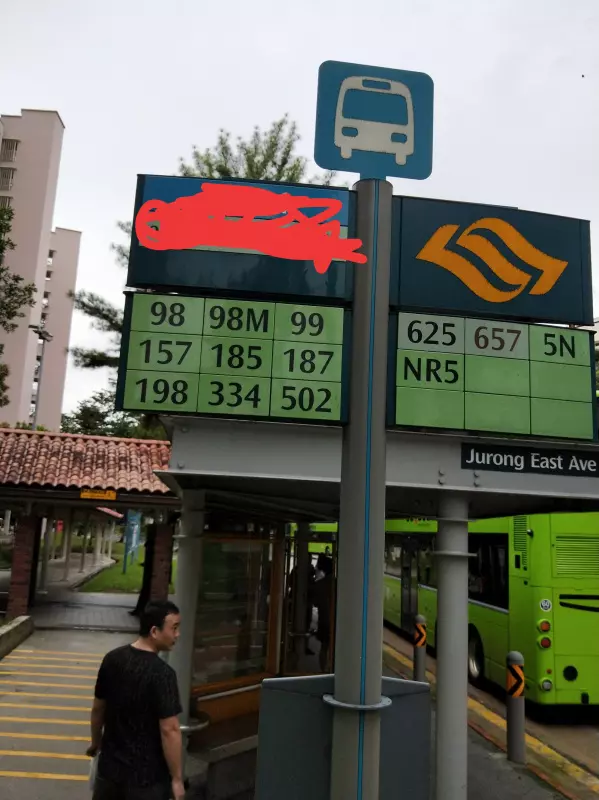 98 98M 99
157 185 187
198 334 502
625 657 5N
NR5
Jurong East Ave